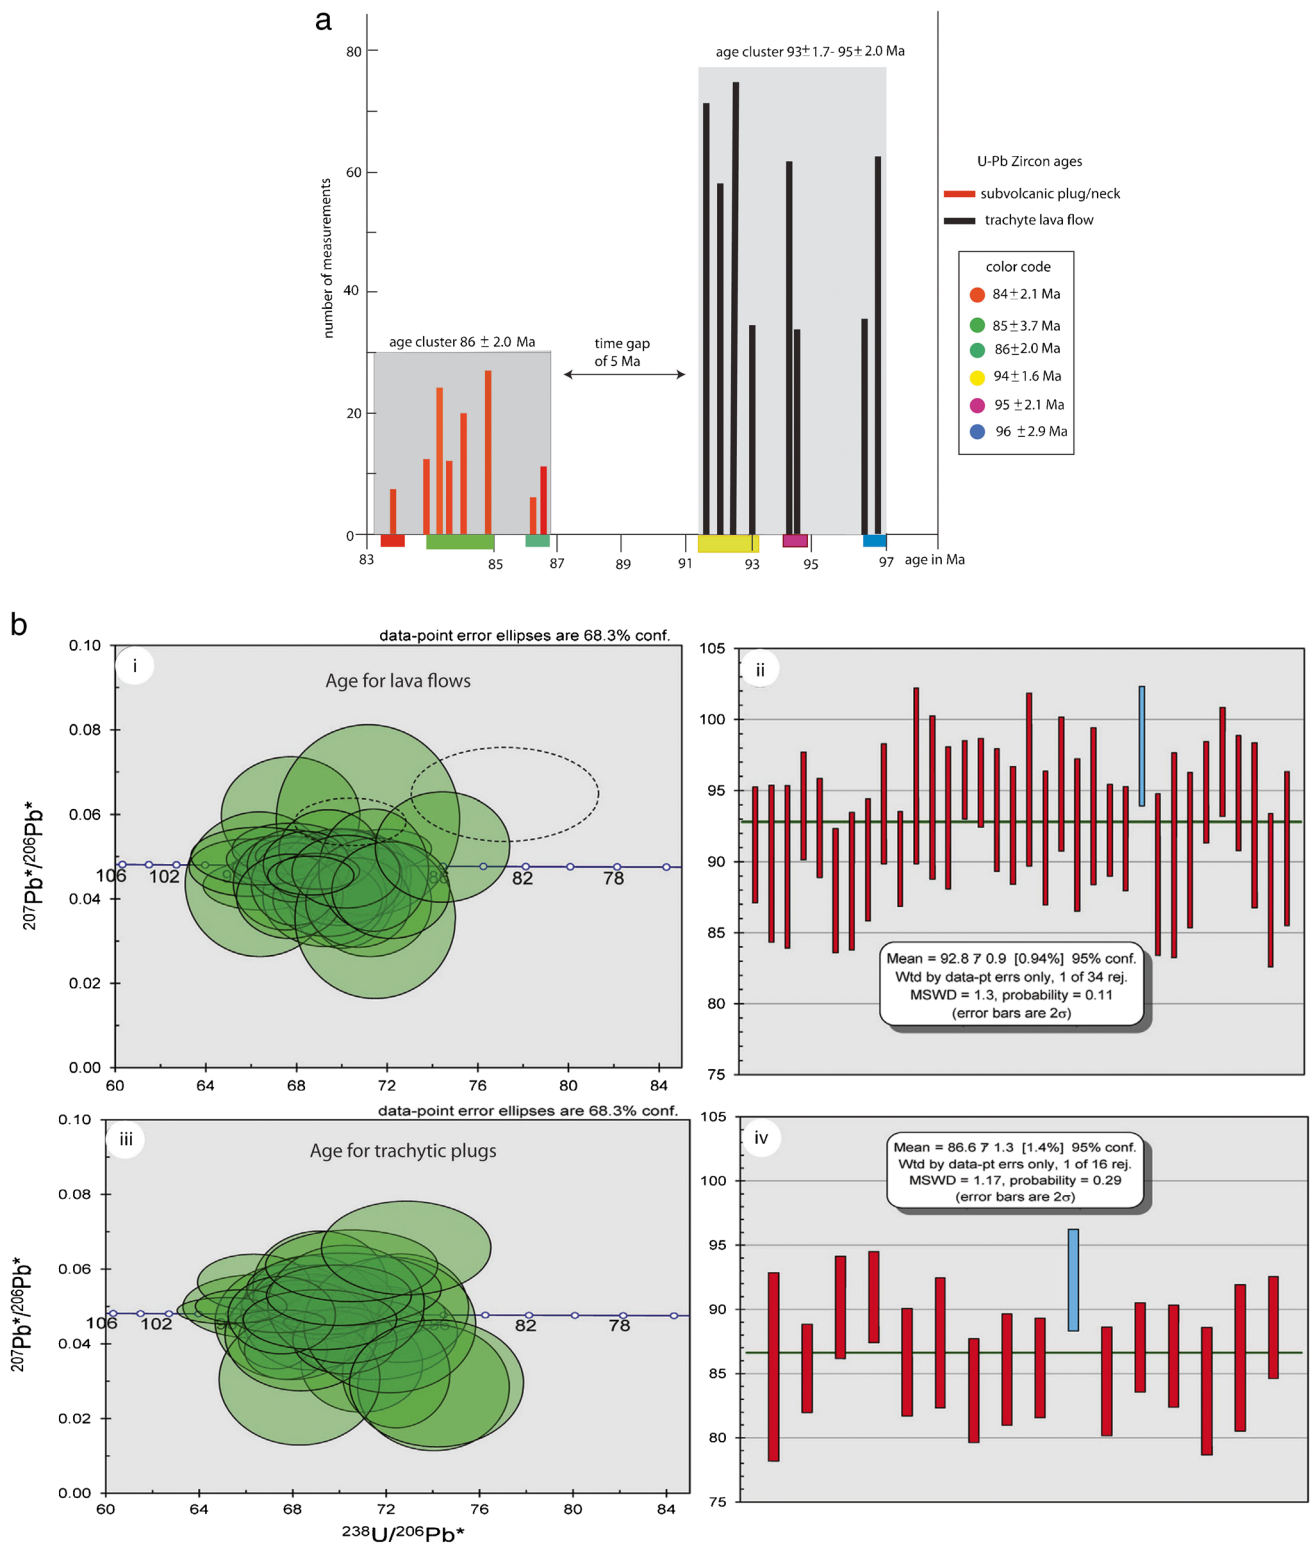 a
age cluster 93±1.7- 95±2.0 Ma
80
60
40
20
0
number of measurements
age cluster 86 ± 2.0 Ma
time gap
of 5 Ma
U-Pb Zircon ages
subvolcanic plug/neck
trachyte lava flow
color code
84±2.1 Ma
85±3.7 Ma
86±2.0 Ma
94±1.6 Ma
95 ±2.1 Ma
96 ±2.9 Ma
83 85 87 89 91 93 95 97 age in Ma
b
data-point error ellipses are 68.3% conf.
i
Age for lava flows
0.10
0.08
0.06
0.04
0.02
0.00
207Pb*/206Pb*
106 102 86 82 78
60 64 68 72 76 80 84
ii
105
100
95
90
85
80
75
Mean = 92.8 7 0.9 [0.94%] 95% conf.
Wtd by data-pt errs only, 1 of 34 rej.
MSWD = 1.3, probability = 0.11
(error bars are 2σ)
data-point error ellipses are 68.3% conf.
iii
Age for trachytic plugs
0.10
0.08
0.06
0.04
0.02
0.00
207Pb*/206Pb*
106 102 86 82 78
60 64 68 72 76 80 84
238U/206Pb*
iv
105
100
95
90
85
80
75
Mean = 86.6 7 1.3 [1.4%] 95% conf.
Wtd by data-pt errs only, 1 of 16 rej.
MSWD = 1.17, probability = 0.29
(error bars are 2σ)